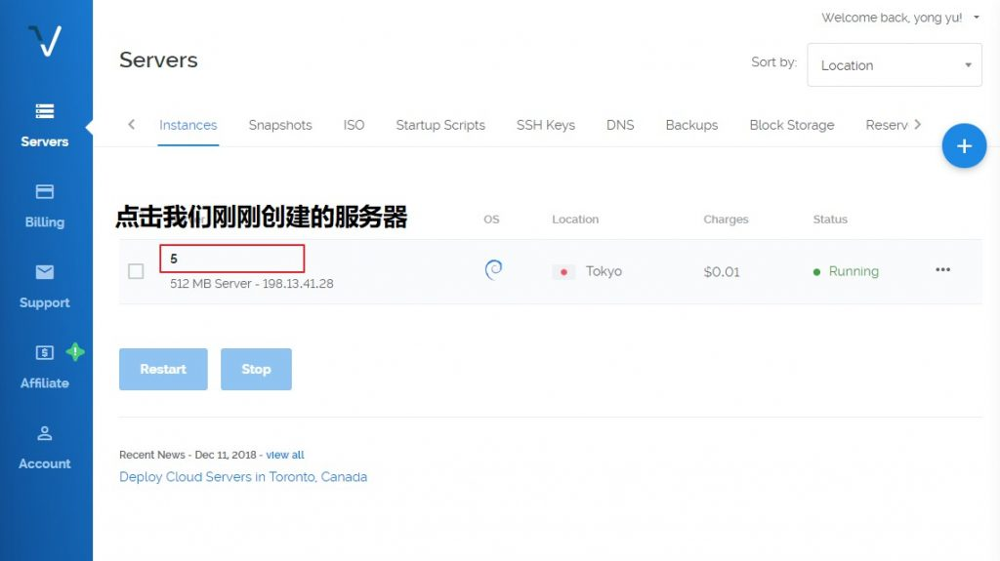 Welcome back, yong yu!
Servers
Sort by:
Location
Instances
Snapshots
ISO
Startup Scripts
SSH Keys
DNS
Backups
Block Storage
Reserv
Servers
Billing
Support
Affiliate
Account
点击我们刚刚创建的服务器
OS
Location
Charges
Status
5
512 MB Server - 198.13.41.28
Tokyo
$0.01
Running
Restart
Stop
Recent News - Dec 11, 2018 - view all
Deploy Cloud Servers in Toronto, Canada